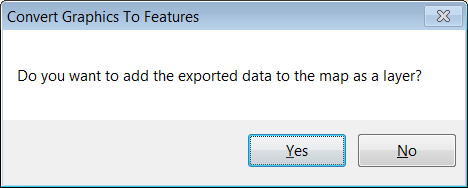 Convert Graphics To Features
Do you want to add the exported data to the map as a layer?
Yes
No